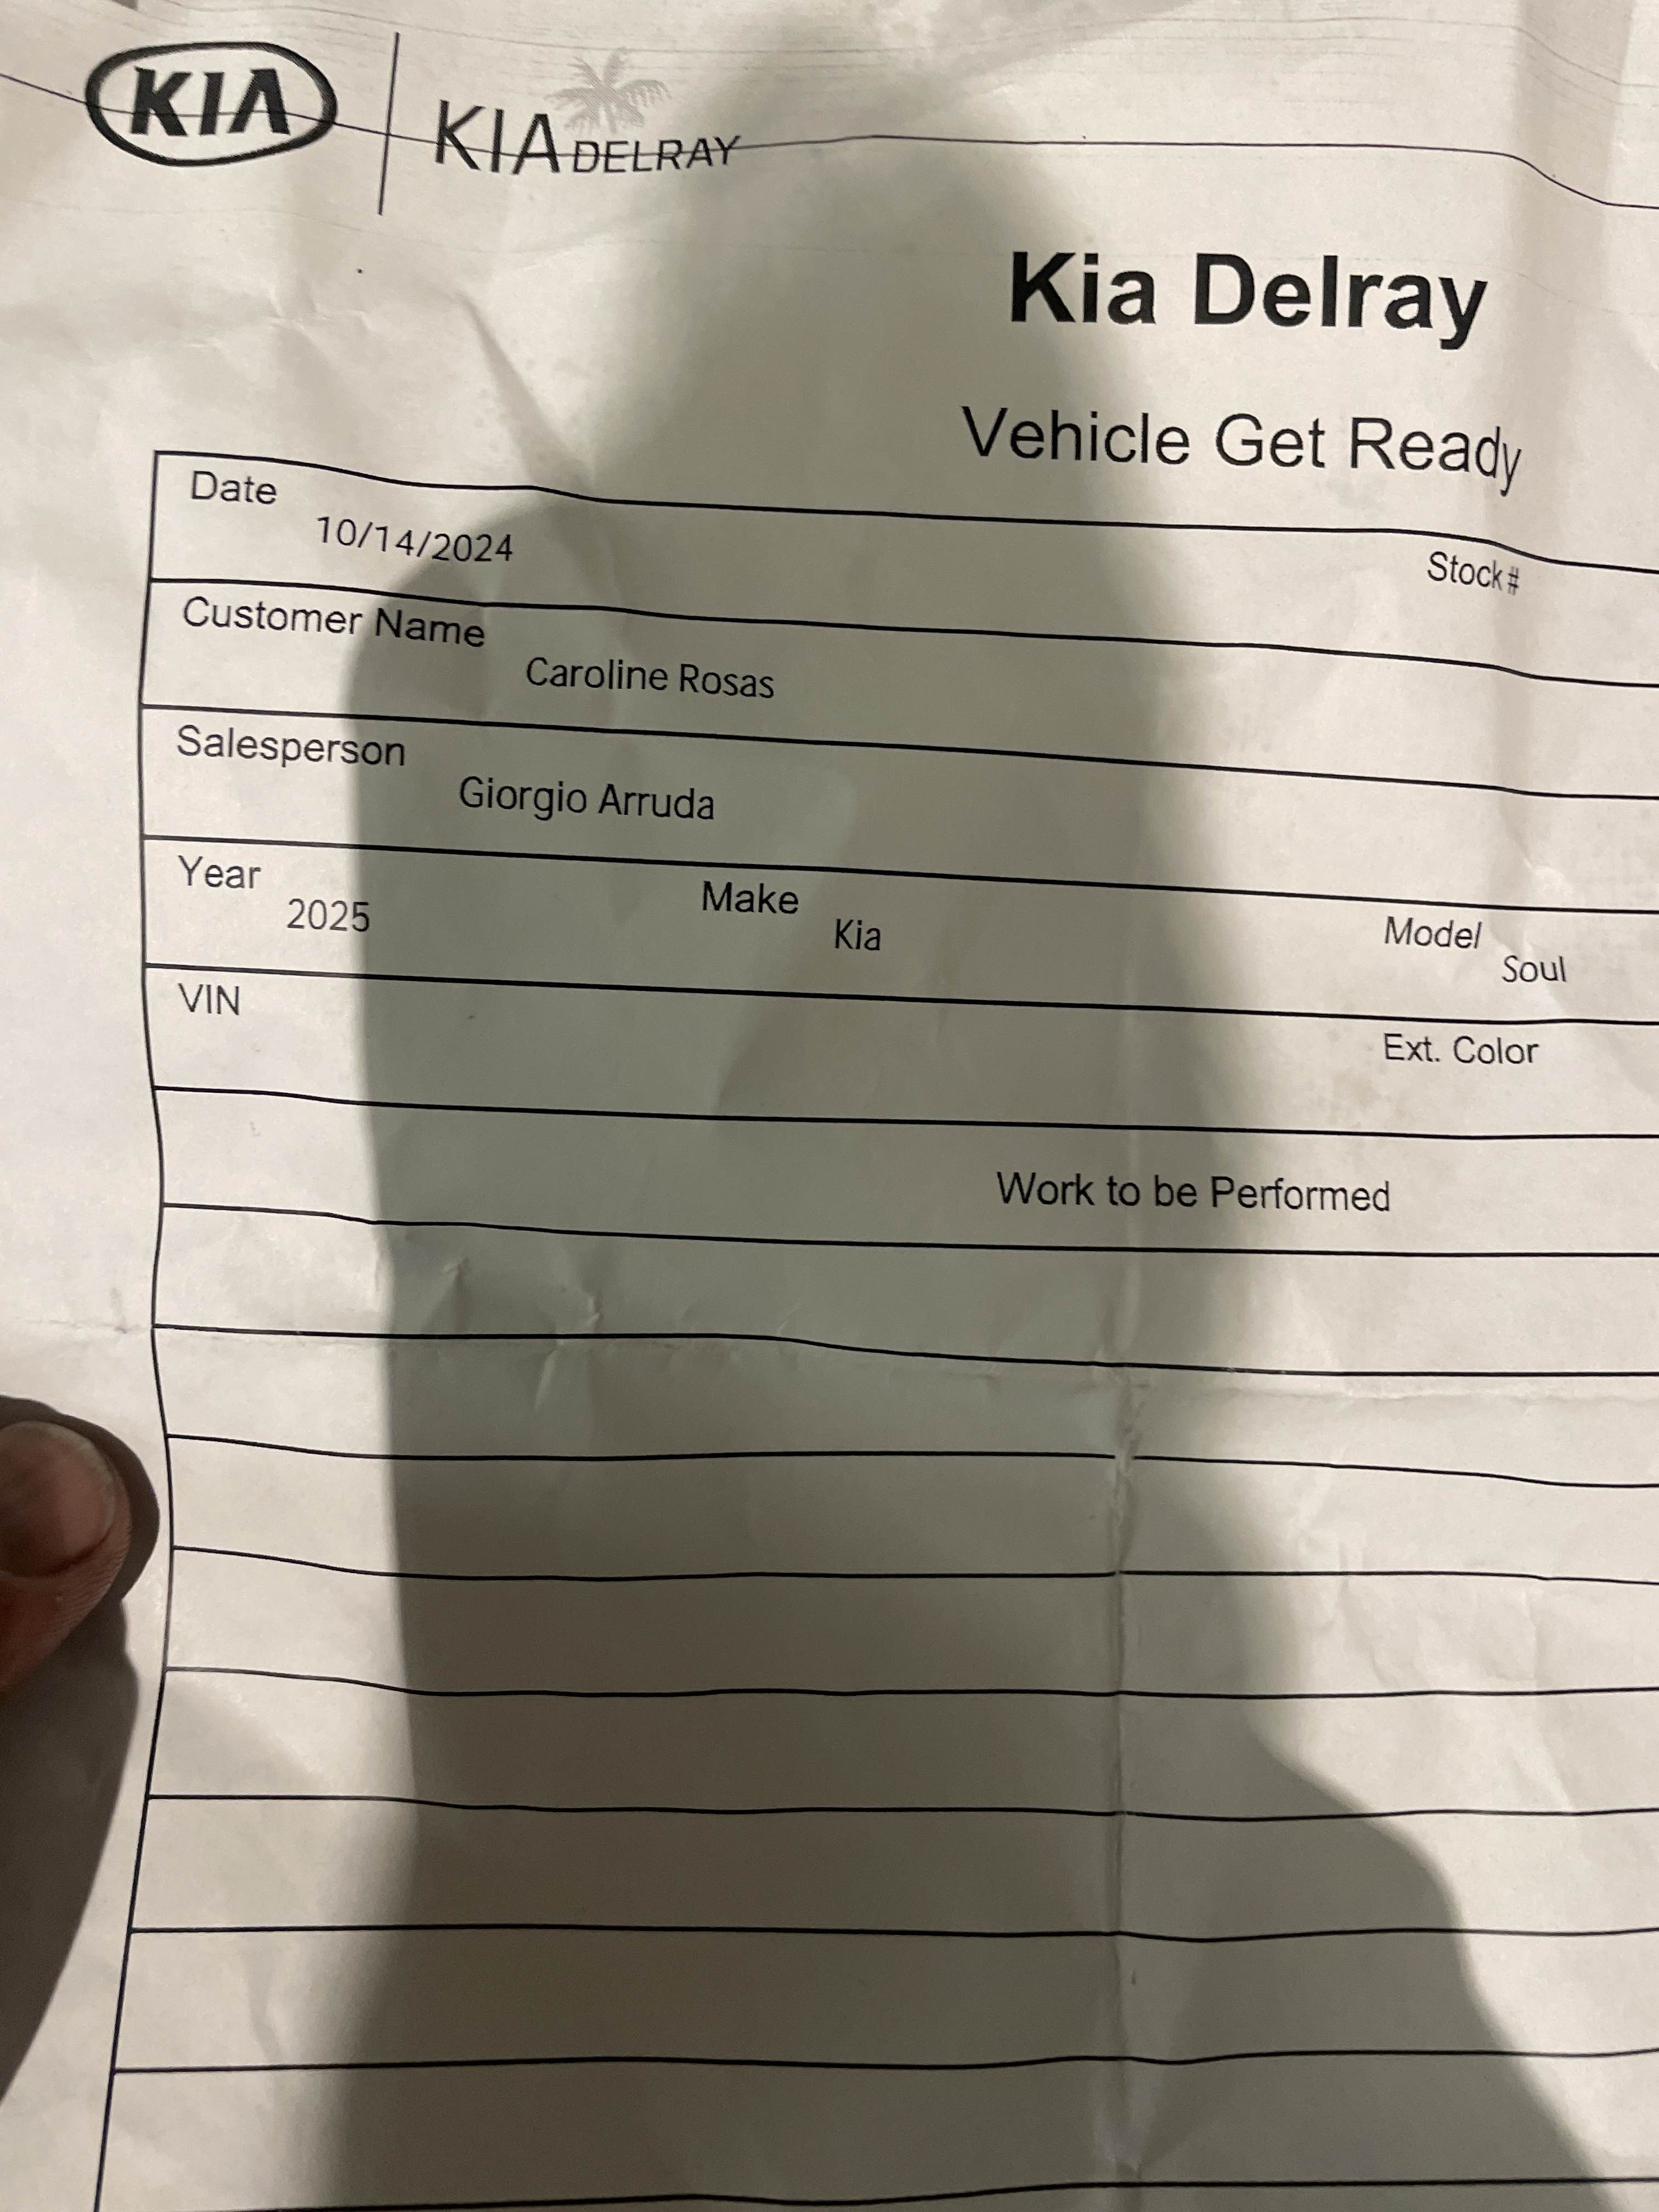 KIA KIA DELRAY
Kia Delray
Vehicle Get Ready
Date 10/14/2024 Stock#
Customer Name Caroline Rosas
Salesperson Giorgio Arruda
Year 2025 Make Kia Model Soul
VIN Ext. Color
Work to be Performed